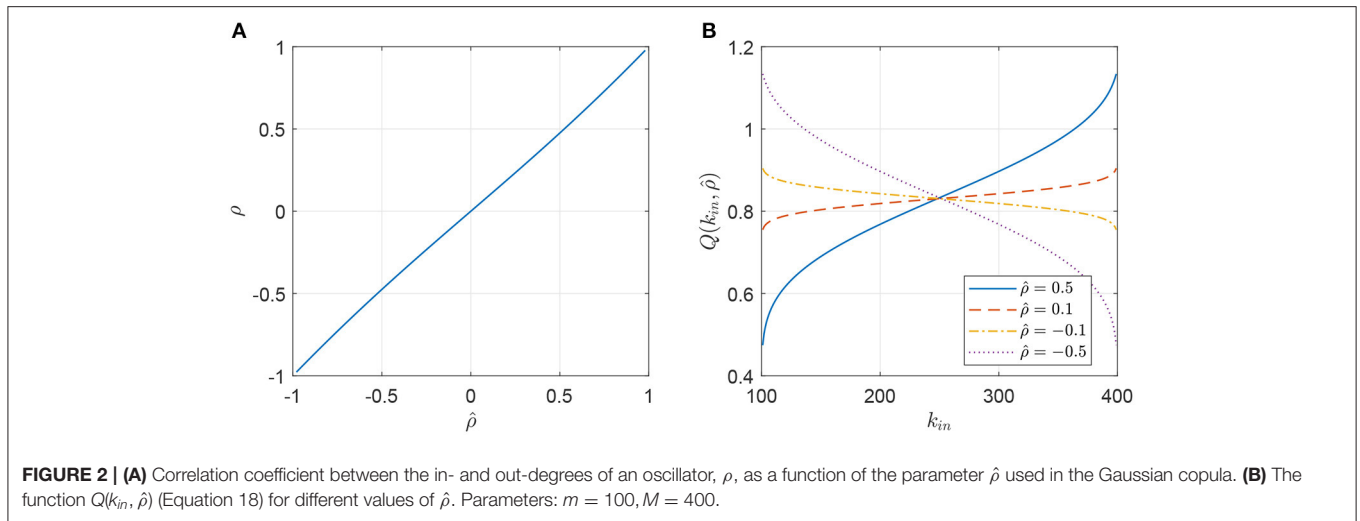 A
B
ρ
1
0.5
0
-0.5
-1
-1
-0.5
0
0.5
1
ρ̂
Q(k_in, ρ̂)
1.2
1
0.8
0.6
0.4
100
200
300
400
k_in
ρ̂ = 0.5
ρ̂ = 0.1
ρ̂ = −0.1
ρ̂ = −0.5
FIGURE 2 | (A) Correlation coefficient between the in- and out-degrees of an oscillator, ρ, as a function of the parameter ρ̂ used in the Gaussian copula. (B) The
function Q(k_in, ρ̂) (Equation 18) for different values of ρ̂. Parameters: m = 100, M = 400.